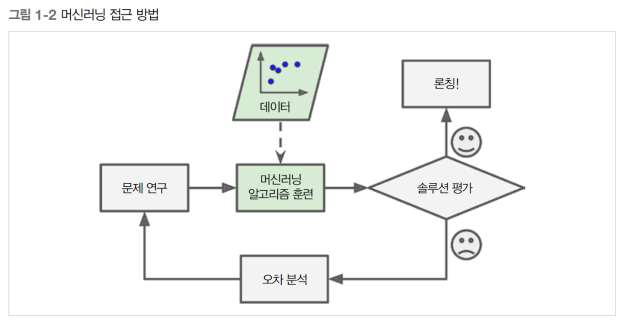 그림 1-2 머신러닝 접근 방법
데이터
론칭!
문제 연구
머신러닝
알고리즘 훈련
솔루션 평가
오차 분석